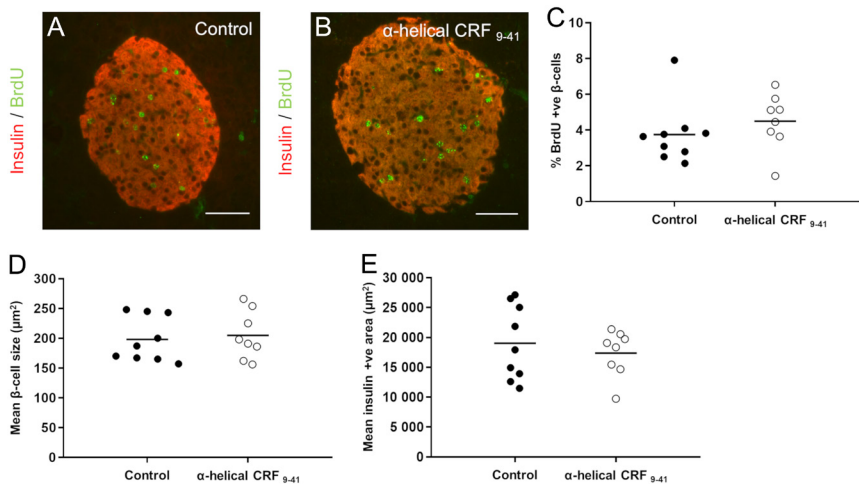 A
Control
Insulin / BrdU
B
α-helical CRF 9-41
Insulin / BrdU
C
% BrdU +ve β-cells
10
8
6
4
2
0
Control
α-helical CRF 9-41
D
Mean β-cell size (µm²)
300
250
200
150
100
50
0
Control
α-helical CRF 9-41
E
Mean insulin +ve area (µm²)
30 000
25 000
20 000
15 000
10 000
5 000
0
Control
α-helical CRF 9-41